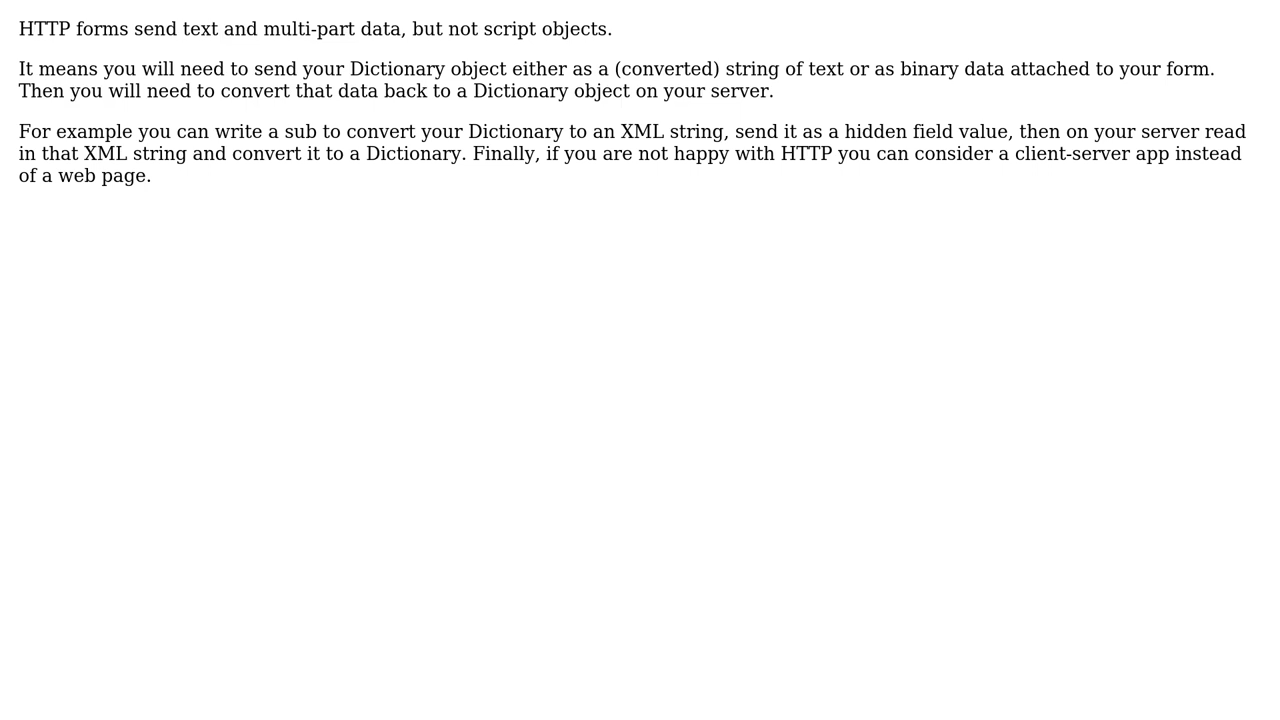 HTTP forms send text and multi-part data, but not script objects.
It means you will need to send your Dictionary object either as a (converted) string of text or as binary data attached to your form.
Then you will need to convert that data back to a Dictionary object on your server.
For example you can write a sub to convert your Dictionary to an XML string, send it as a hidden field value, then on your server read
in that XML string and convert it to a Dictionary. Finally, if you are not happy with HTTP you can consider a client-server app instead
of a web page.